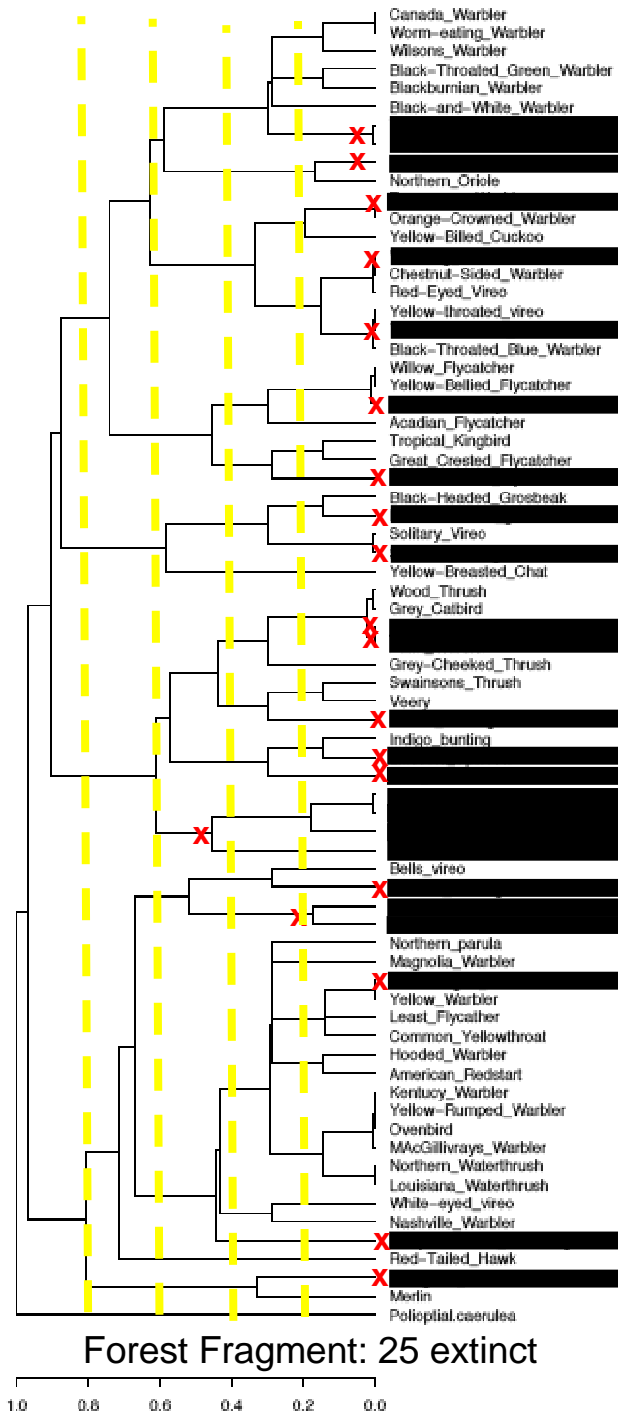 Canada_Warbler
Worm-eating_Warbler
Wilsons_Warbler
Black-Throated_Green_Warbler
Blackburnian_Warbler
Black-and-White_Warbler
X
X
Northern_Oriole
X
Orange-Crowned_Warbler
Yellow-Billed_Cuckoo
X
Chestnut-Sided_Warbler
Red-Eyed_Vireo
Yellow-throated_vireo
X
Black-Throated_Blue_Warbler
Willow_Flycatcher
Yellow-Bellied_Flycatcher
X
Acadian_Flycatcher
Tropical_Kingbird
Great_Crested_Flycatcher
X
Black-Headed_Grosbeak
X
Solitary_Vireo
X
Yellow-Breasted_Chat
Wood_Thrush
Grey_Catbird
X
X
Grey-Cheeked_Thrush
Swainsons_Thrush
Veery
X
Indigo_bunting
X
X
X
Bells_vireo
X
X
Northern_parula
Magnolia_Warbler
X
Yellow_Warbler
Least_Flycather
Common_Yellowthroat
Hooded_Warbler
American_Redstart
Kentucy_Warbler
Yellow-Rumped_Warbler
Ovenbird
MAcGillivrays_Warbler
Northern_Waterthrush
Louisiana_Waterthrush
White-eyed_vireo
Nashville_Warbler
X
Red-Tailed_Hawk
X
Merlin
Polioptial.caerulea
Forest Fragment: 25 extinct
1.0 0.8 0.6 0.4 0.2 0.0